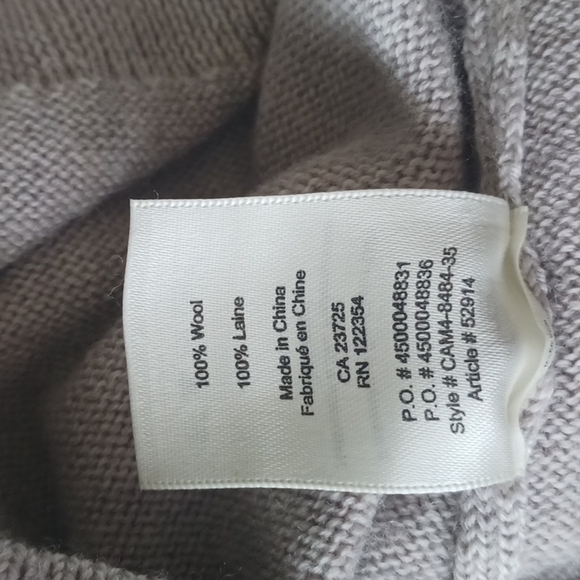 100% Wool
100% Laine
Made in China
Fabriqué en Chine
CA 23725
RN 122354
P.O. # 4500048831
P.O. # 4500048836
Style # CAM4-8484-35
Article # 52914